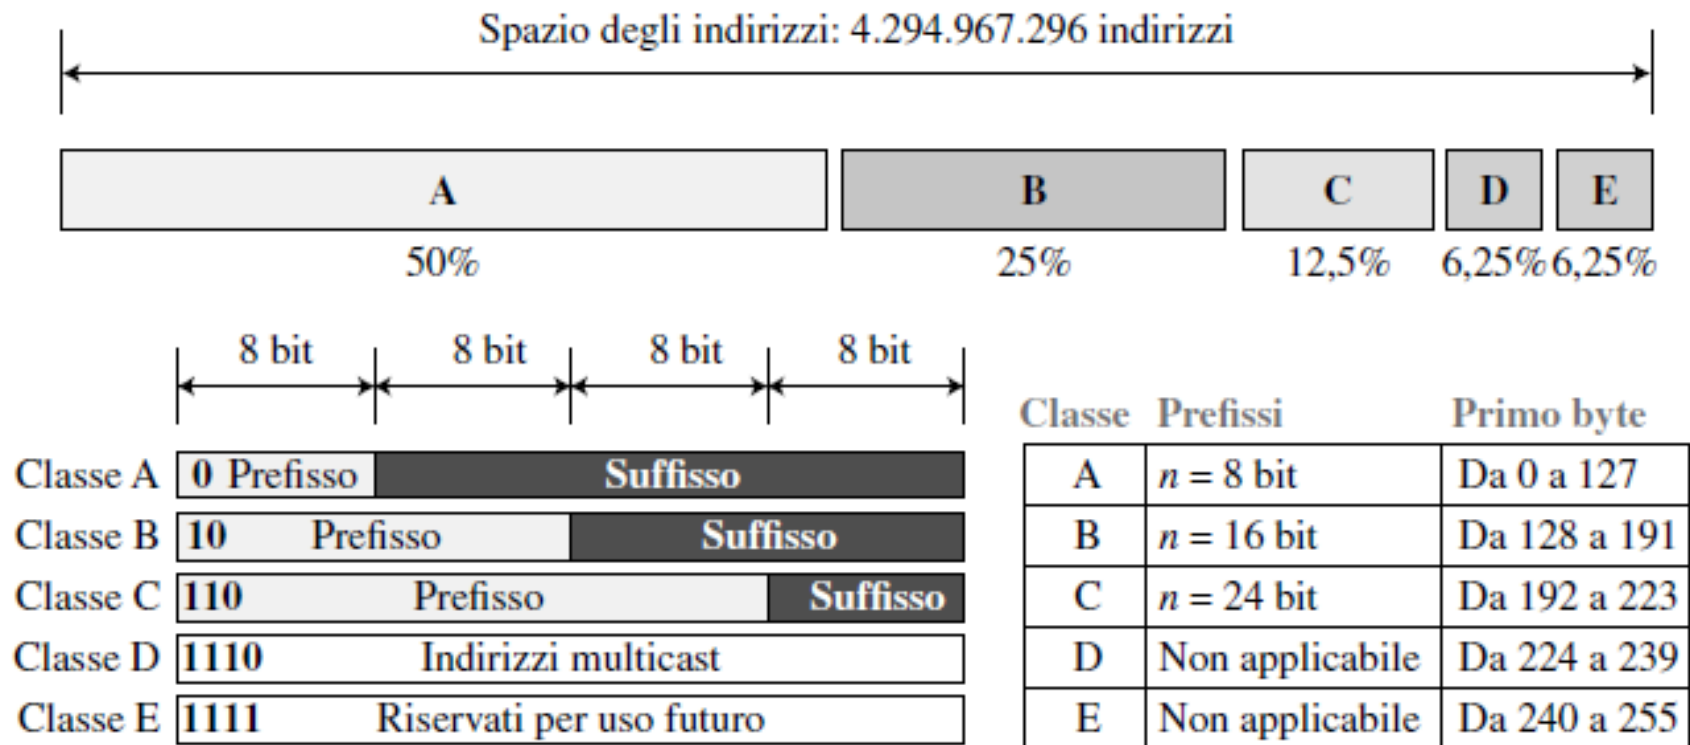 Spazio degli indirizzi: 4.294.967.296 indirizzi
A B C D E
50% 25% 12,5% 6,25% 6,25%
8 bit 8 bit 8 bit 8 bit
Classe A 0 Prefisso Suffisso
Classe B 10 Prefisso Suffisso
Classe C 110 Prefisso Suffisso
Classe D 1110 Indirizzi multicast
Classe E 1111 Riservati per uso futuro
Classe Prefissi Primo byte
A n = 8 bit Da 0 a 127
B n = 16 bit Da 128 a 191
C n = 24 bit Da 192 a 223
D Non applicabile Da 224 a 239
E Non applicabile Da 240 a 255